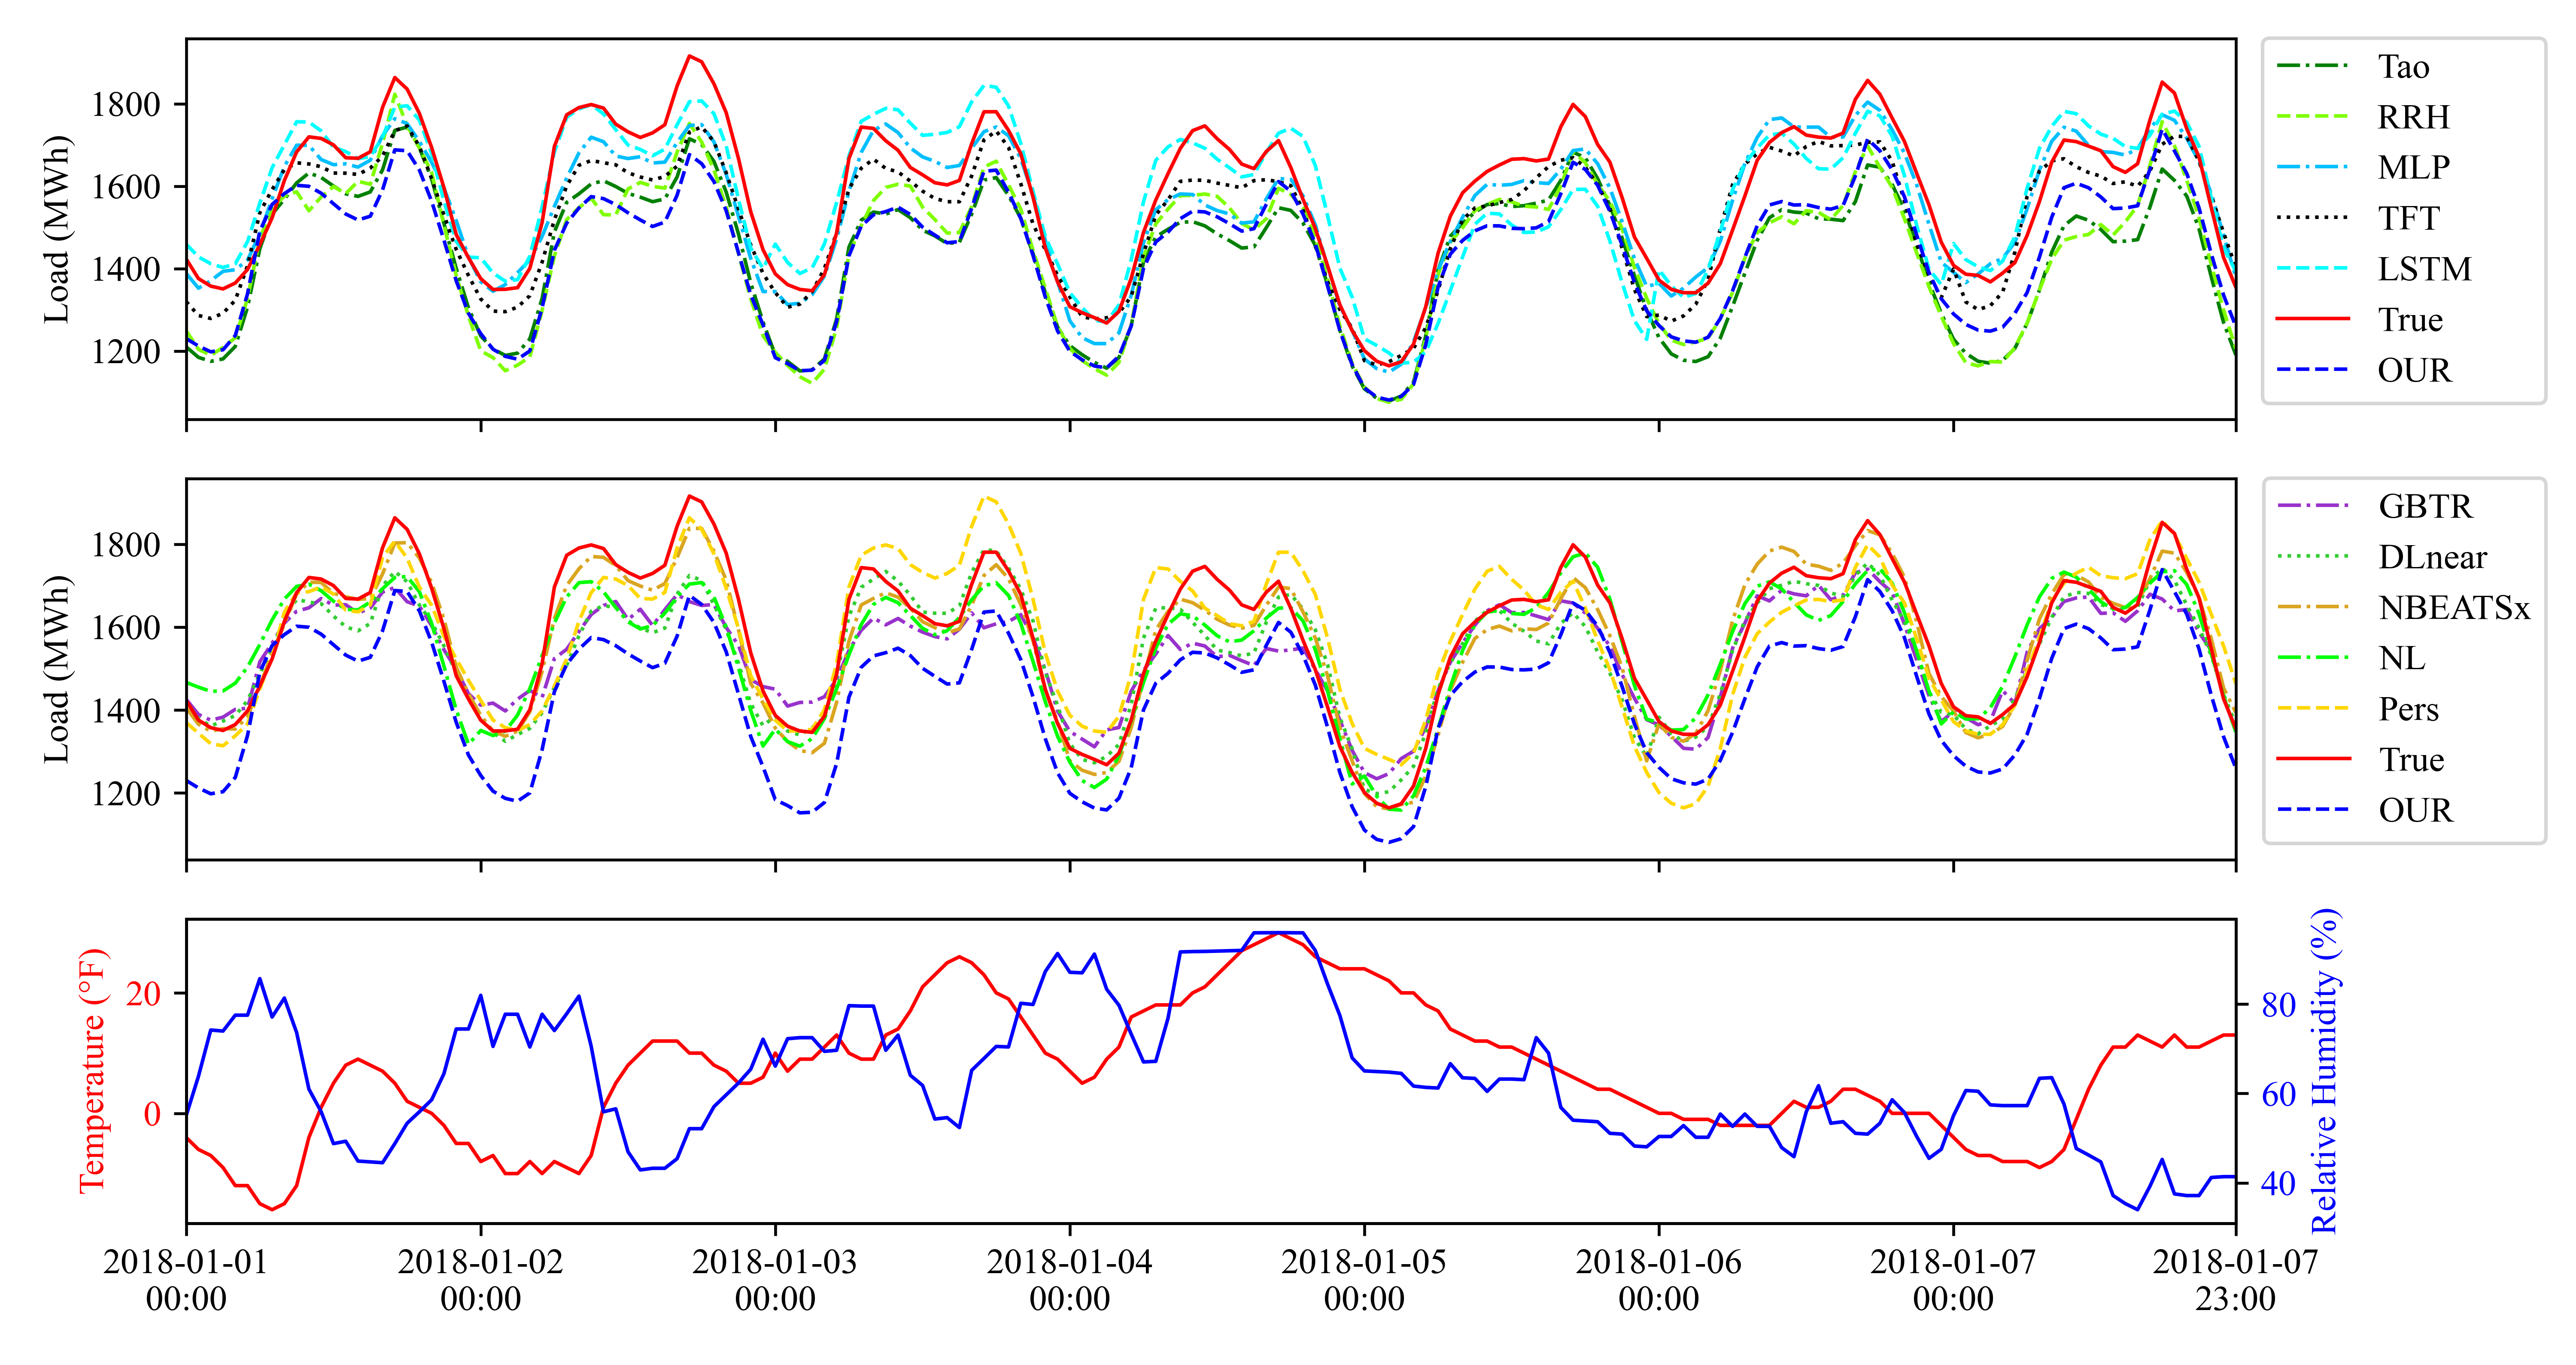 Load (MWh)
1800
1600
1400
1200
Tao
RRH
MLP
TFT
LSTM
True
OUR
Load (MWh)
1800
1600
1400
1200
GBTR
DLnear
NBEATSx
NL
Pers
True
OUR
Temperature (°F)
20
0
80
60
40
Relative Humidity (%)
2018-01-01
00:00
2018-01-02
00:00
2018-01-03
00:00
2018-01-04
00:00
2018-01-05
00:00
2018-01-06
00:00
2018-01-07
00:00
2018-01-07
23:00